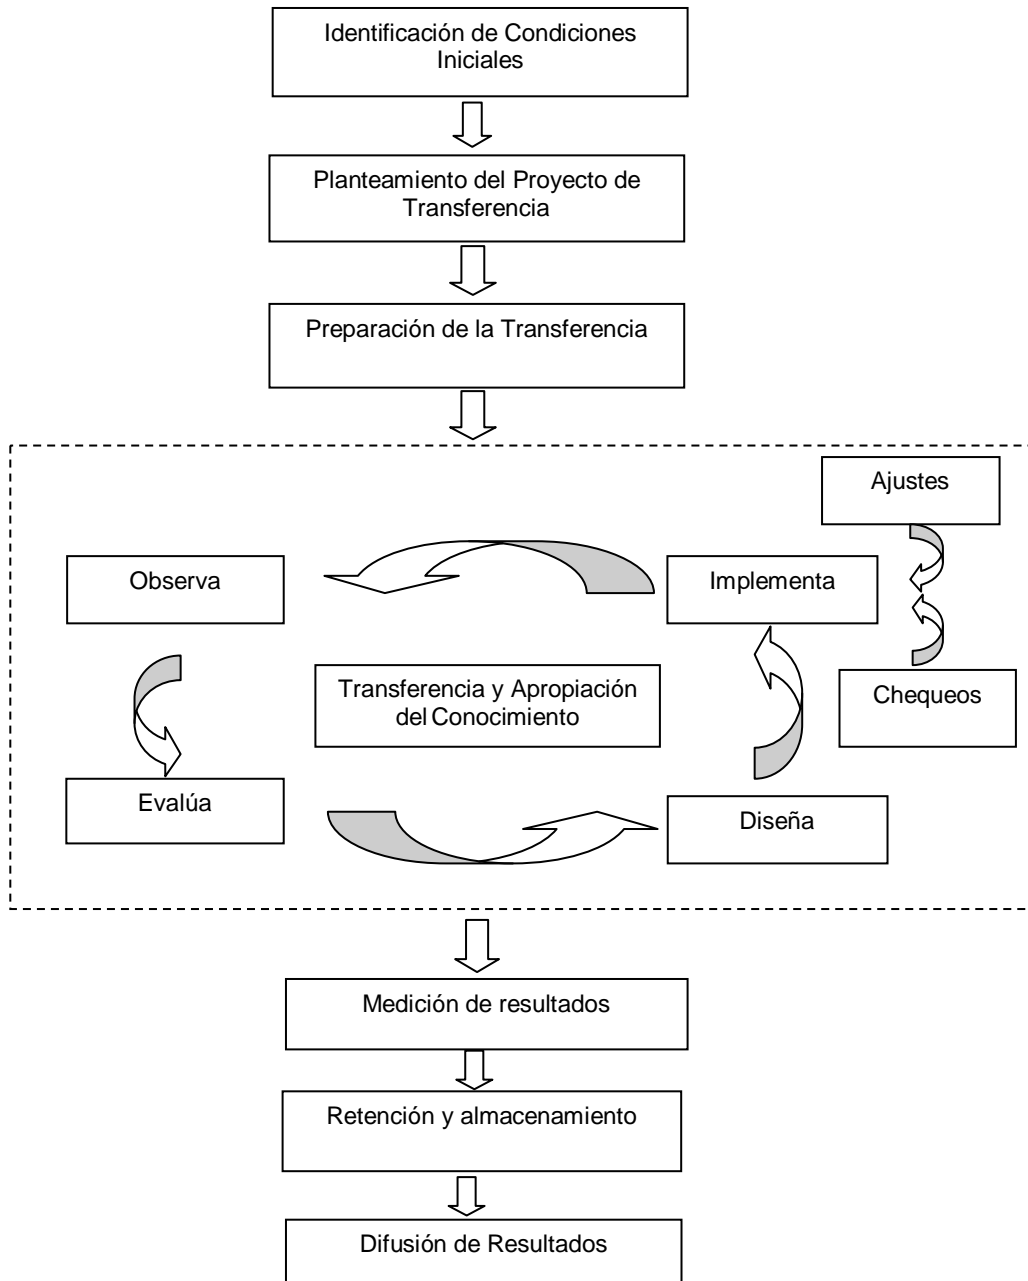 Identificación de Condiciones
Iniciales
Planteamiento del Proyecto de
Transferencia
Preparación de la Transferencia
Ajustes
Observa
Implementa
Transferencia y Apropiación
del Conocimiento
Chequeos
Evalúa
Diseña
Medición de resultados
Retención y almacenamiento
Difusión de Resultados